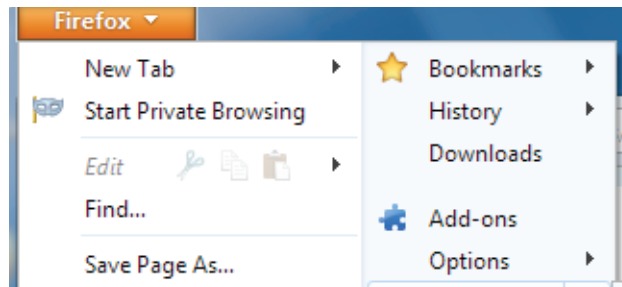 Firefox
New Tab
Start Private Browsing
Edit
Find...
Save Page As...
Bookmarks
History
Downloads
Add-ons
Options